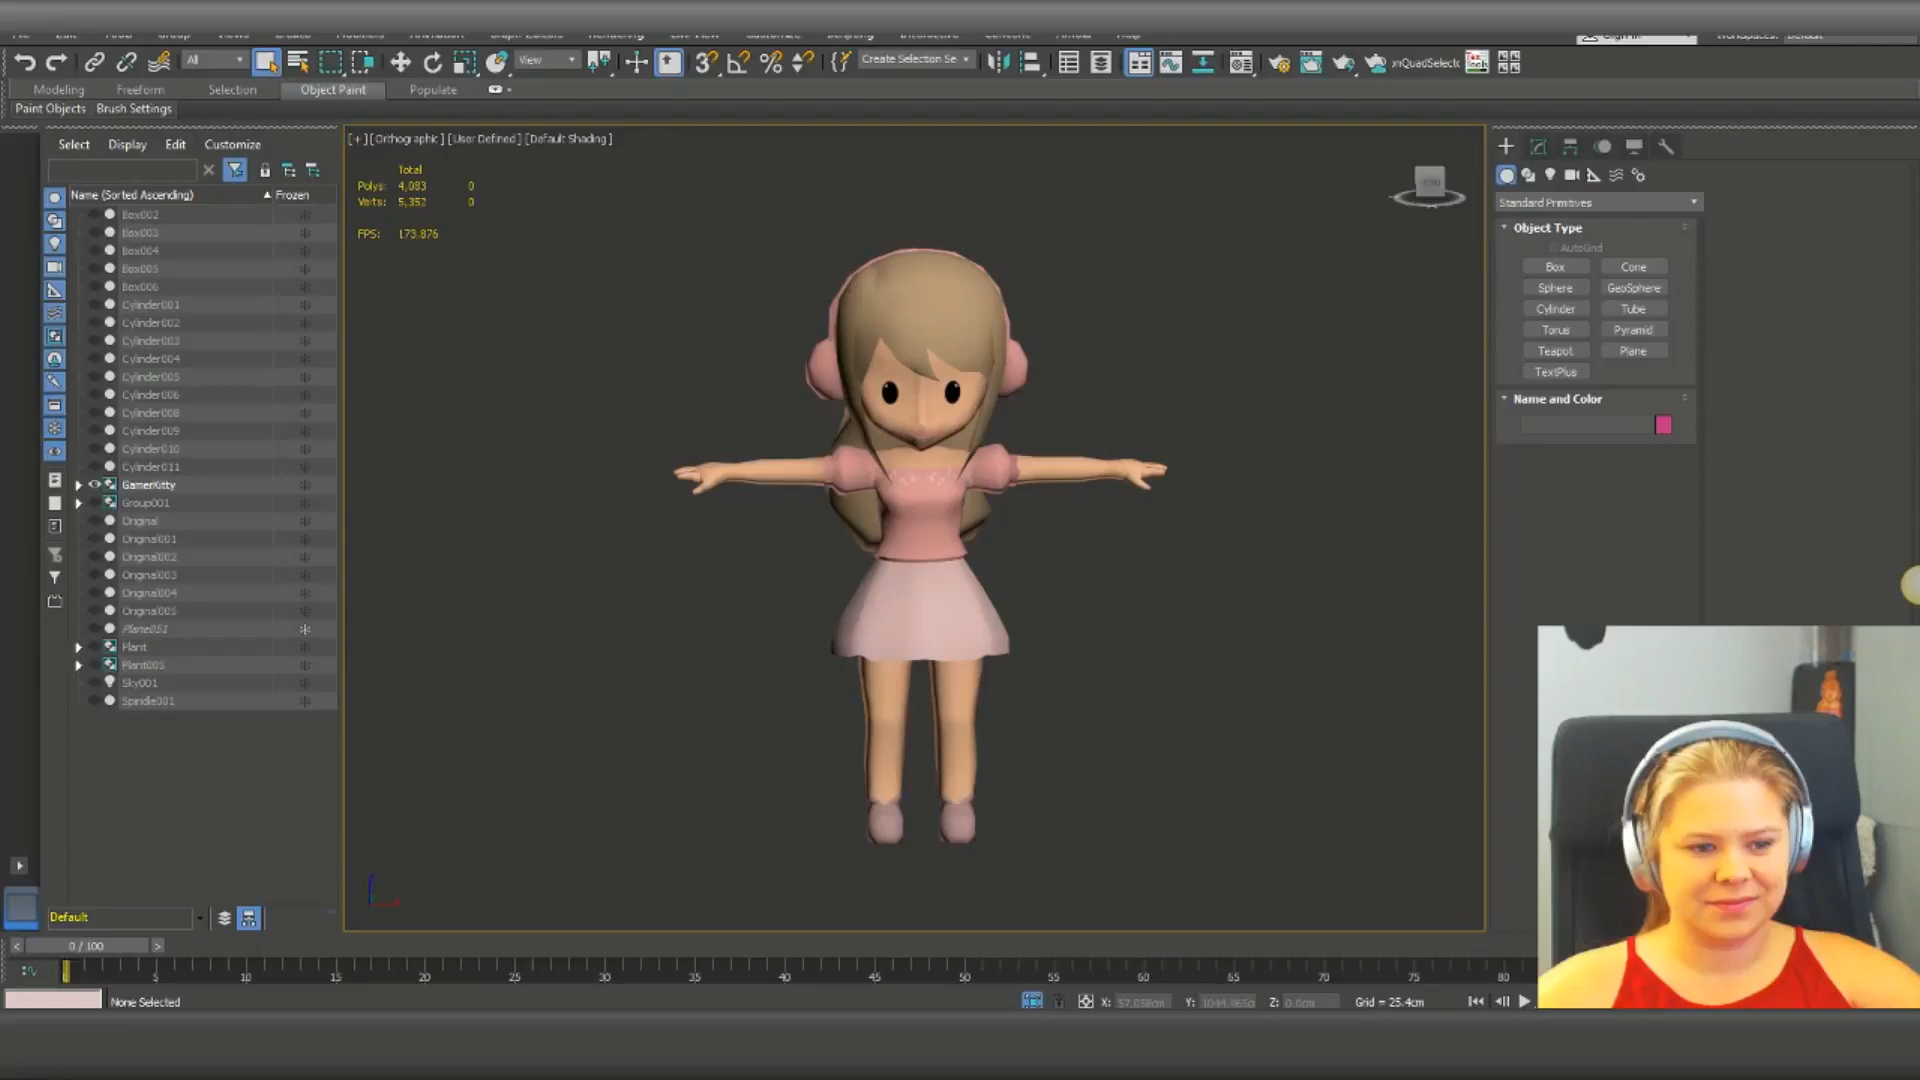 All
View
Create Selection Se
Modeling Freeform Selection Object Paint Populate
Paint Objects Brush Settings
Select Display Edit Customize
Name (Sorted Ascending) ▲ Frozen
Box002
Box003
Box004
Box005
Box006
Cylinder001
Cylinder002
Cylinder003
Cylinder004
Cylinder005
Cylinder006
Cylinder008
Cylinder009
Cylinder010
Cylinder011
GamerKitty
Group001
Original
Original001
Original002
Original003
Original004
Original005
Plane051
Plant
Plant005
Sky001
Spindle001
Default
[+] [Orthographic] [User Defined] [Default Shading]
Total
Polys: 4,083 0
Verts: 5,352 0
FPS: 173.876
Standard Primitives
Object Type
AutoGrid
Box Cone
Sphere GeoSphere
Cylinder Tube
Torus Pyramid
Teapot Plane
TextPlus
Name and Color
< 0 / 100 >
5 10 15 20 25 30 35 40 45 50 55 60 65 70 75 80
None Selected
X: 57.058cm Y: Z: 0.0cm Grid = 25.4cm